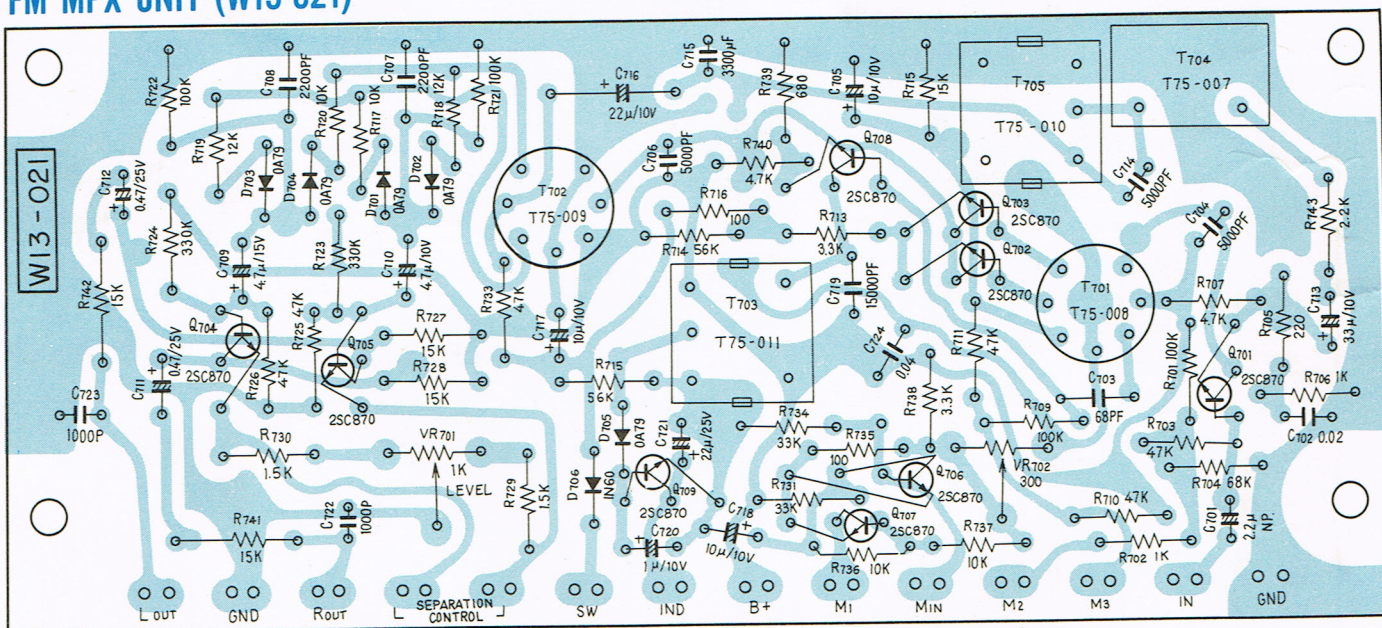 FM MPX UNIT (W13-021)
W13-021
R722
100K
C708
2200PF
R720 10K
C707
2200PF
R717 10K
R718 12K
R721 100K
R719
12K
D703
0A79
D704
0A79
D701
0A79
D702
0A79
C716
22μ/10V
C715
3300μF
R739
680
C705
10μ/10V
R715
15K
T705
T75-010
T704
T75-007
C712
0.47/25V
R724
330K
C709
4.7μ/15V
R723
330K
C710
4.7μ/10V
T702
T75-009
C706
5000PF
R740
4.7K
Q708
2SC870
R716
100
R714 56K
R713
3.3K
Q703
2SC870
Q702
2SC870
C714
5000PF
C704
5000PF
R743
2.2K
R742
15K
Q704
2SC870
R725 47K
R726
47K
Q705
2SC870
R727
15K
R728
15K
R733
47K
C717
10μ/10V
T703
T75-011
C719
15000PF
C724
0.04
R711
47K
T701
T75-008
R707
4.7K
R705
220
C713
33μ/10V
C711
0.47/25V
C723
1000P
R715
56K
R738
3.3K
C703
68PF
R701 100K
Q701
2SC870
R706 1K
C702 0.02
R730
1.5K
VR701
1K
LEVEL
R729
1.5K
D705
0A79
D706
IN60
C721
22μ/25V
Q709
2SC870
R734
33K
R735
100
R709
100K
VR702
300
R703
47K
R704 68K
Q706
2SC870
R731
33K
Q707
2SC870
R710 47K
C701
2.2μ
NP.
R741
15K
C722
1000P
C720
1μ/10V
C718
10μ/10V
R736 10K
R737
10K
R702 1K
L OUT
GND
ROUT
SEPARATION
CONTROL
SW
IND
B+
M1
MIN
M2
M3
IN
GND